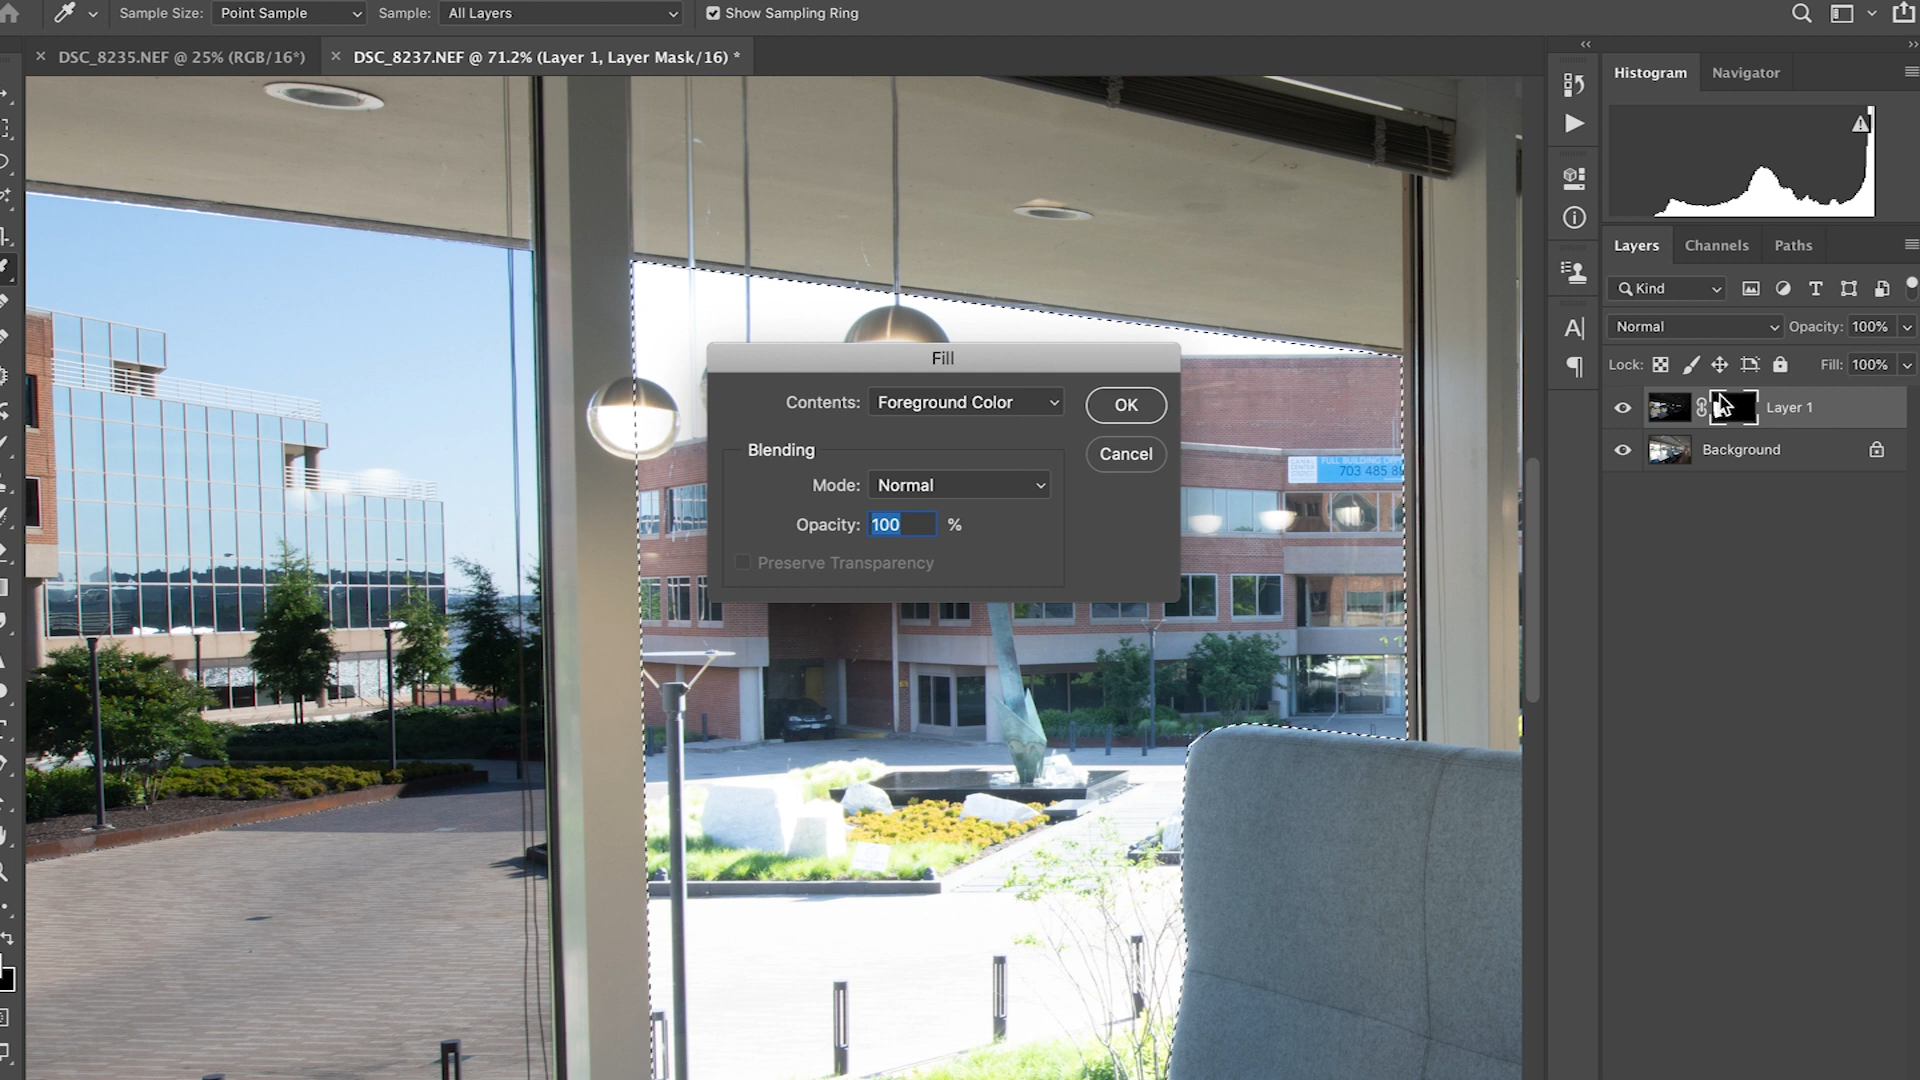 Sample Size: Point Sample Sample: All Layers Show Sampling Ring
DSC_8235.NEF @ 25% (RGB/16*) DSC_8237.NEF @ 71.2% (Layer 1, Layer Mask/16) *
Histogram Navigator
Layers Channels Paths
Kind
Normal Opacity: 100%
Lock: Fill: 100%
Layer 1
Background
Fill
Contents: Foreground Color OK
Blending Cancel
Mode: Normal
Opacity: 100 %
Preserve Transparency
CANAL CENTER
703 485 8